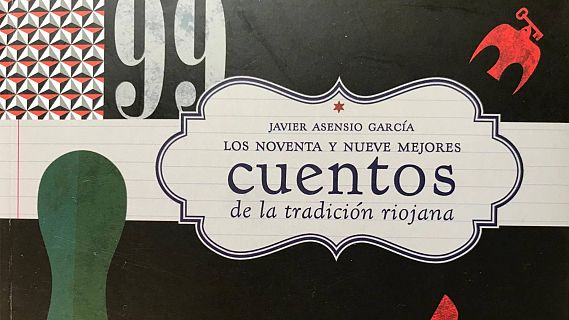 99
JAVIER ASENSIO GARCÍA
LOS NOVENTA Y NUEVE MEJORES
cuentos
de la tradición riojana